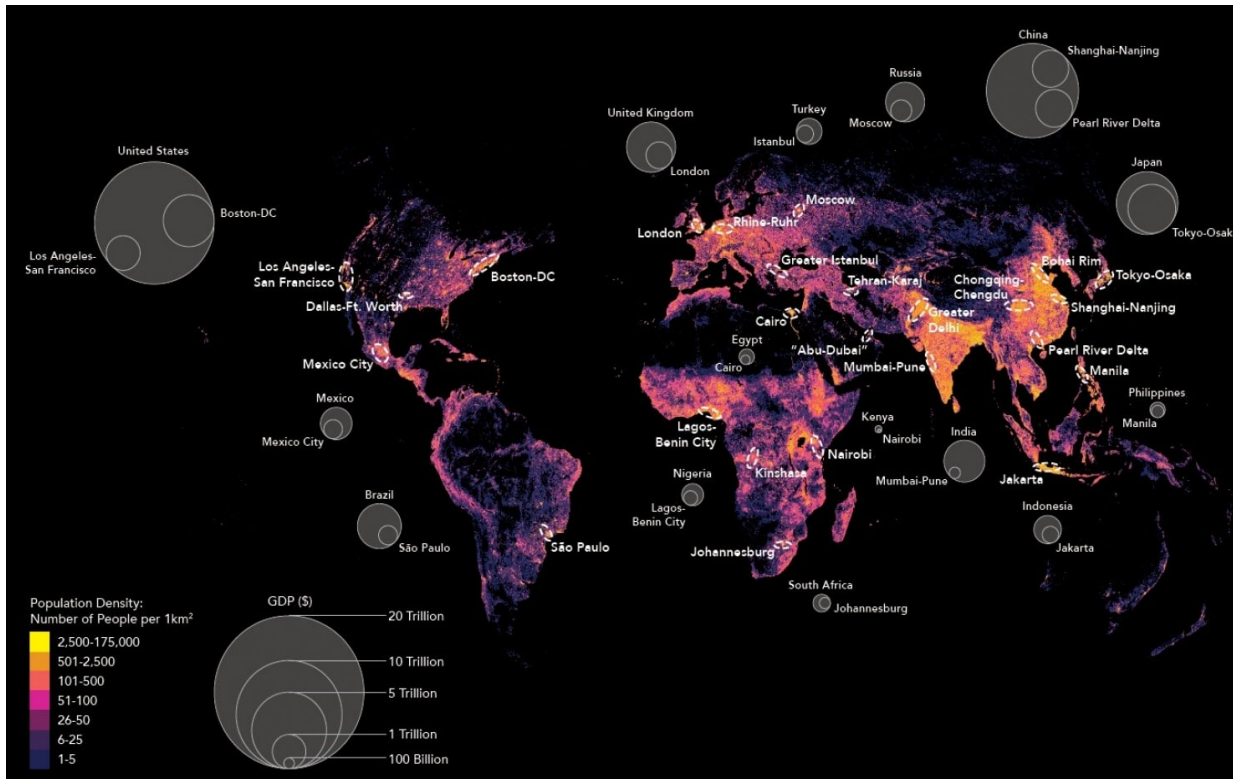 China
Shanghai-Nanjing
Pearl River Delta
Russia
Moscow
Turkey
Istanbul
United Kingdom
London
Japan
Tokyo-Osak
United States
Boston-DC
Los Angeles-
San Francisco
Moscow
London
Rhine-Ruhr
Greater Istanbul
Tehran-Karaj
Chongqing-
Chengdu
Bohai Rim
Tokyo-Osaka
Los Angeles-
San Francisco
Boston-DC
Dallas-Ft. Worth
Shanghai-Nanjing
Greater
Delhi
Cairo
Egypt
Cairo
"Abu-Dubai"
Mumbai-Pune
Pearl River Delta
Manila
Mexico City
Mexico
Mexico City
Philippines
Manila
Kenya
Nairobi
India
Mumbai-Pune
Lagos-
Benin City
Nairobi
Kinshasa
Jakarta
Nigeria
Lagos-
Benin City
Brazil
São Paulo
São Paulo
Indonesia
Jakarta
Johannesburg
South Africa
Johannesburg
Population Density:
Number of People per 1km²
2,500-175,000
501-2,500
101-500
51-100
26-50
6-25
1-5
GDP ($)
20 Trillion
10 Trillion
5 Trillion
1 Trillion
100 Billion